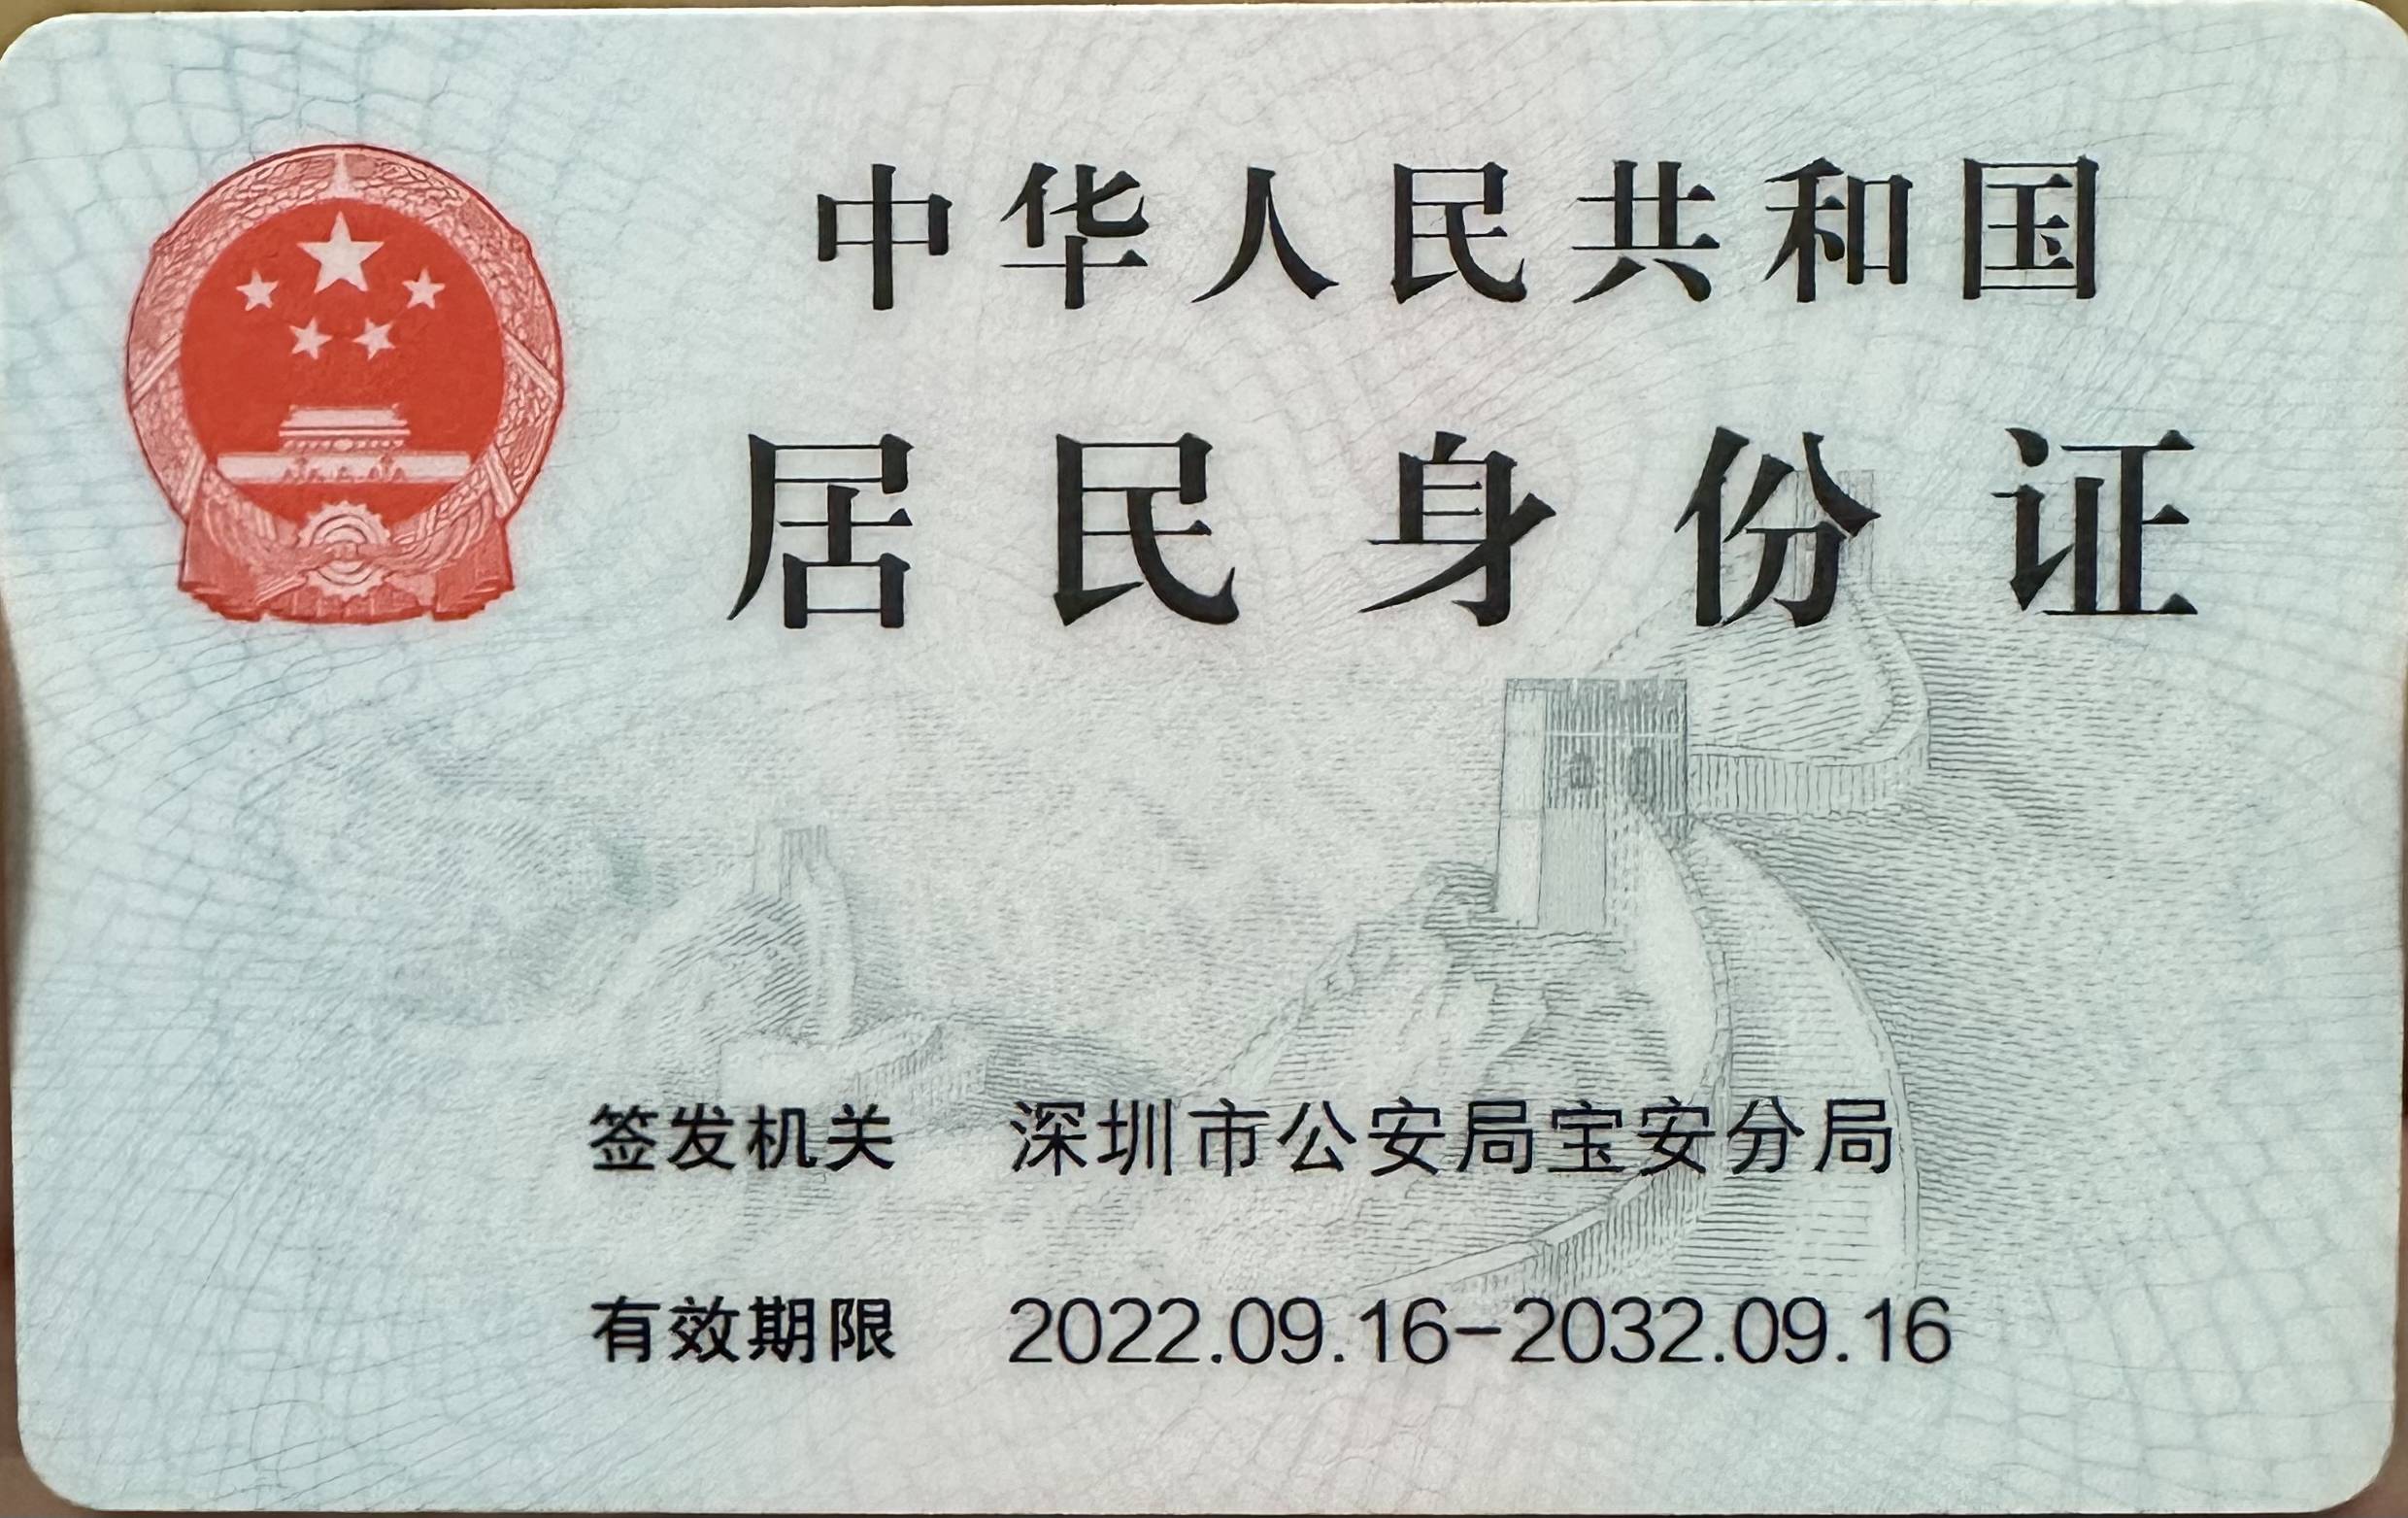 中华人民共和国
居民身份证
签发机关 深圳市公安局宝安分局
有效期限 2022.09.16-2032.09.16